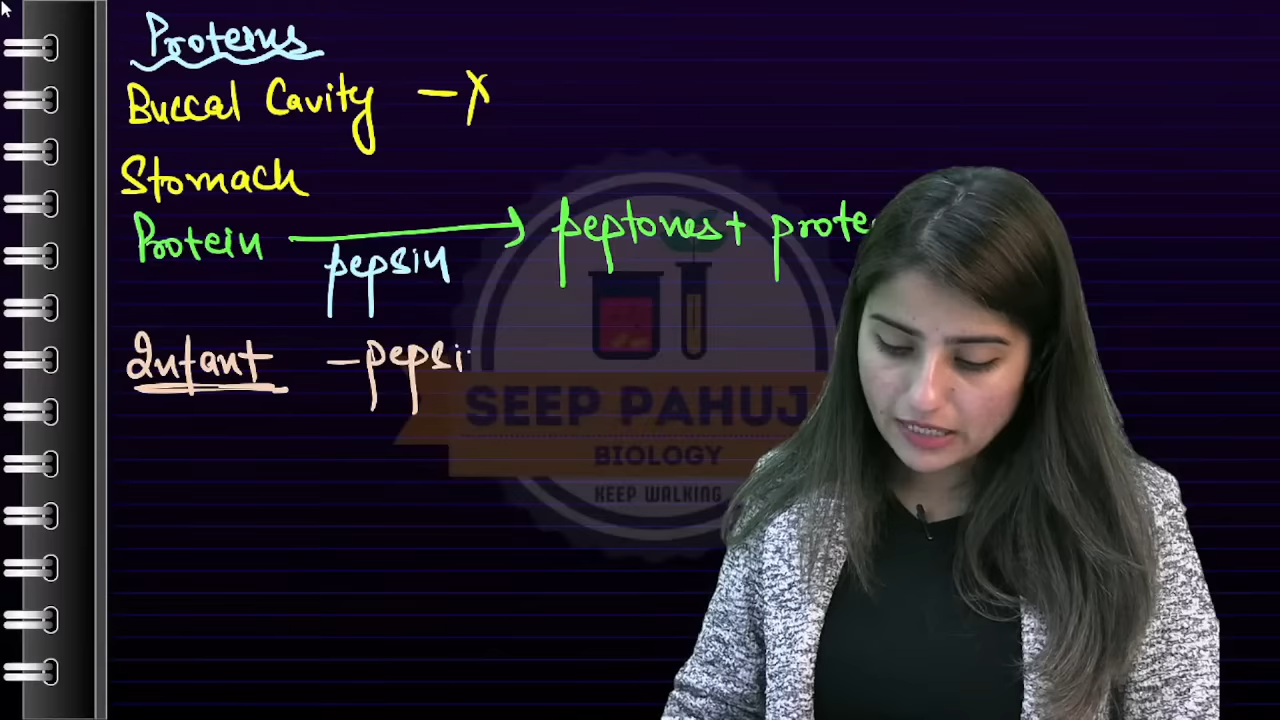 Proteins
Buccal Cavity – X
Stomach
Protein → peptones + prote
pepsin
Infant – pepsi
SEEP PAHUJ
BIOLOGY
KEEP WALKING